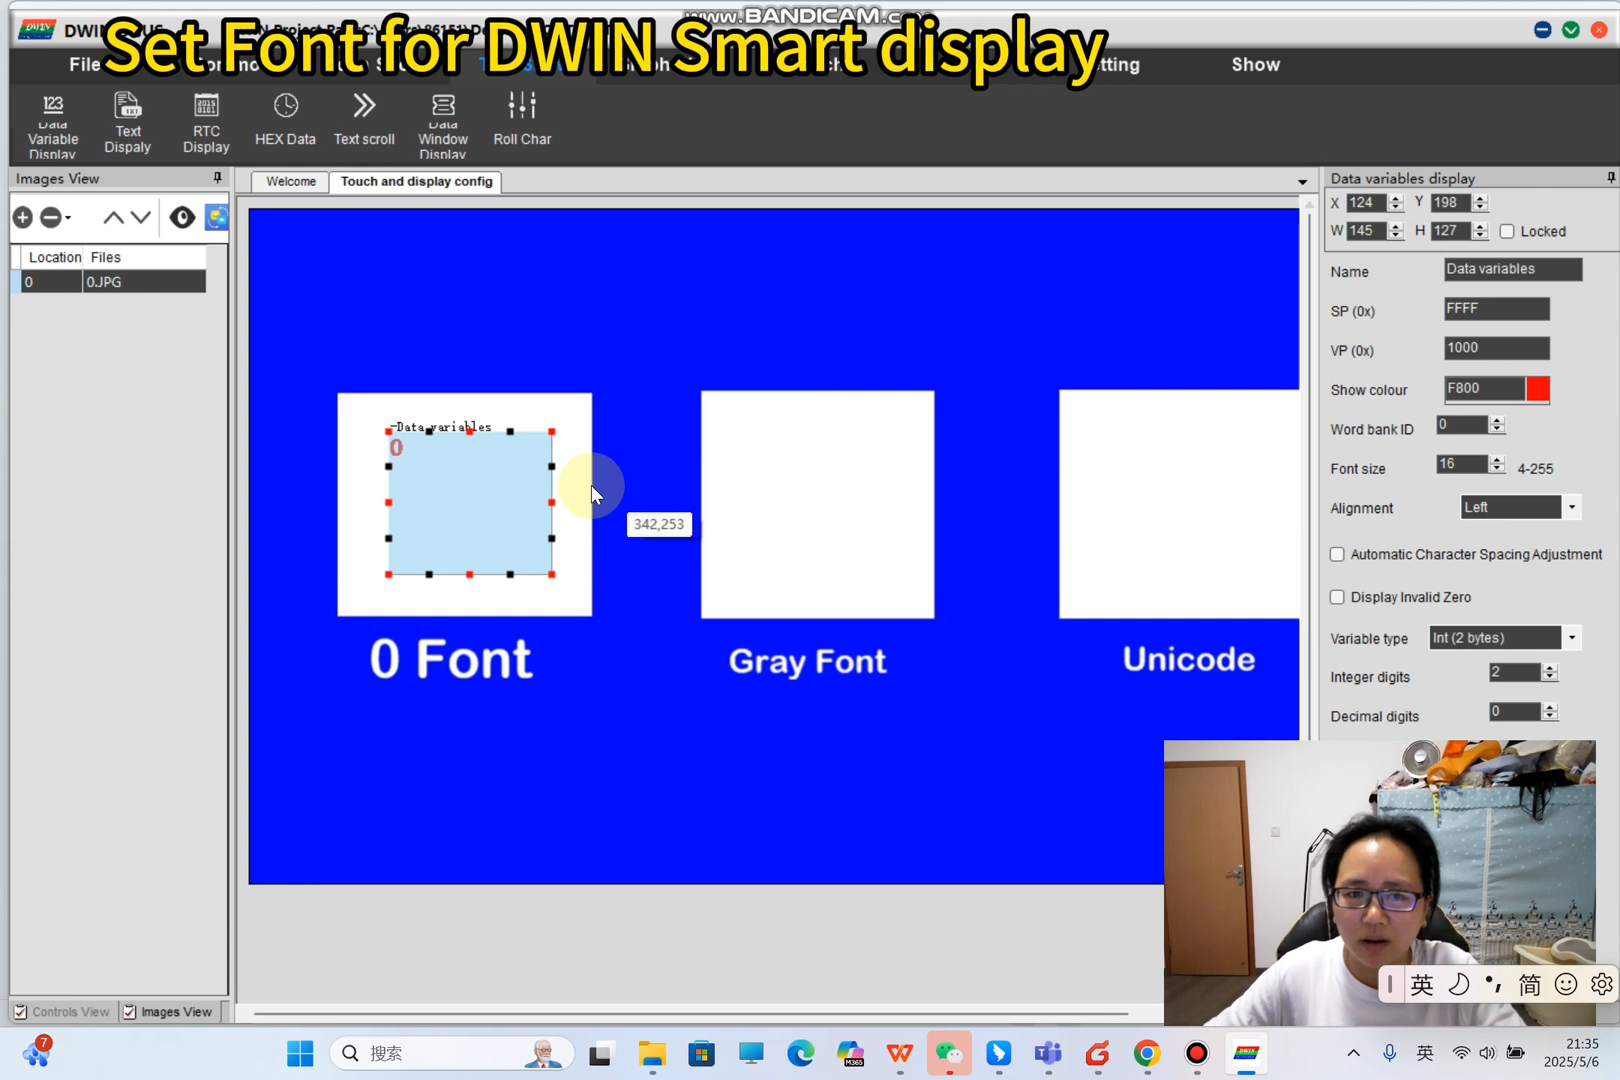 www.BANDICAM.com
Set Font for DWIN Smart display
Show
123
Data Variable Display
Text Dispaly
RTC Display
HEX Data
Text scroll
Data Window Display
Roll Char
Images View
Welcome
Touch and display config
Data variables display
X 124 Y 198
W 145 H 127 Locked
Location Files
0 0.JPG
Name Data variables
SP (0x) FFFF
VP (0x) 1000
Show colour F800
Word bank ID 0
Font size 16 4-255
Alignment Left
Automatic Character Spacing Adjustment
Display Invalid Zero
Variable type Int (2 bytes)
Integer digits 2
Decimal digits 0
Data variables
0
342,253
0 Font
Gray Font
Unicode
英 简
Controls View Images View
7
搜索
M365
英
21:35
2025/5/6